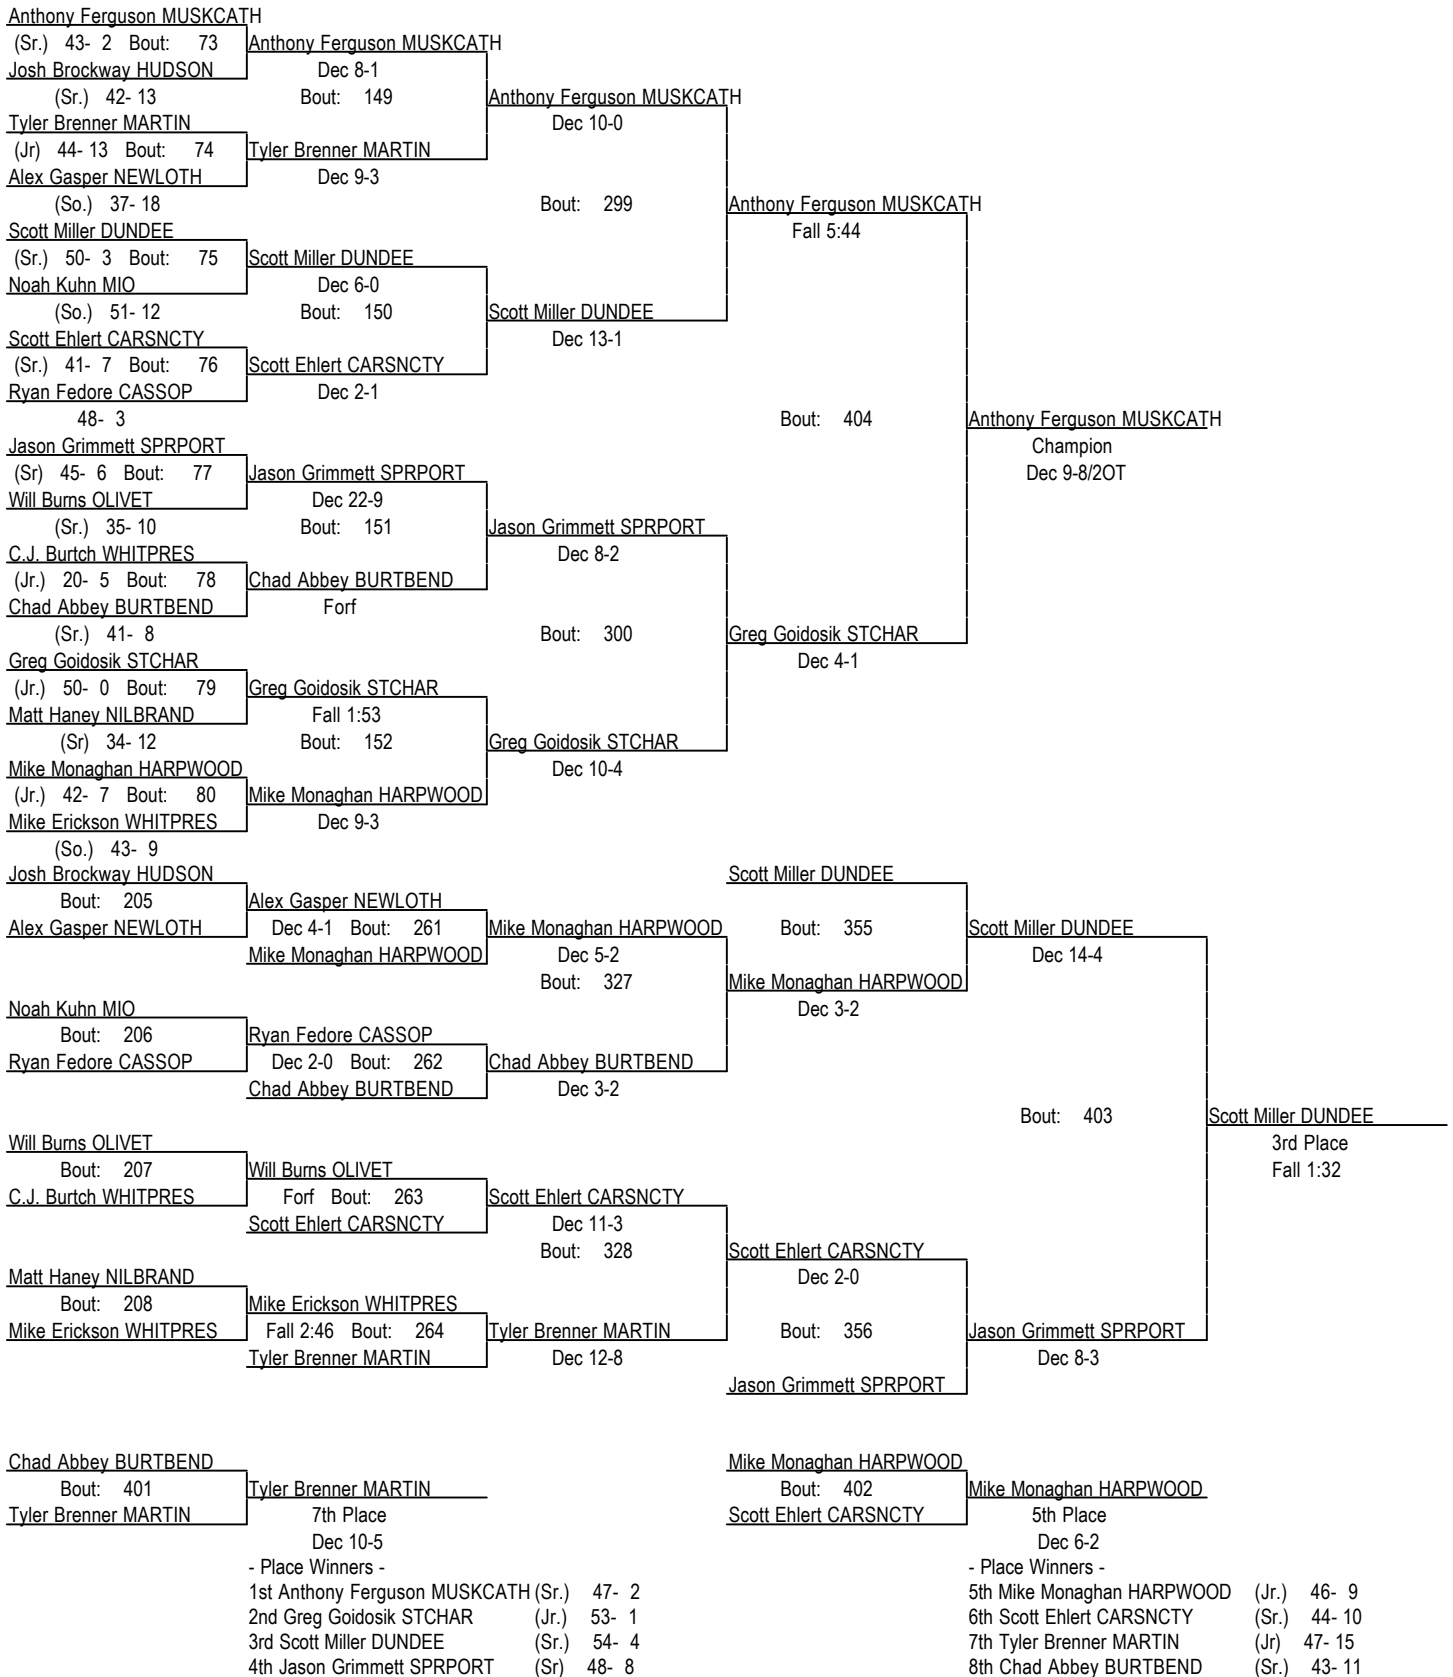 Anthony Ferguson MUSKCATH
(Sr.) 43- 2 Bout: 73 Anthony Ferguson MUSKCATH
Josh Brockway HUDSON Dec 8-1
(Sr.) 42- 13 Bout: 149 Anthony Ferguson MUSKCATH
Tyler Brenner MARTIN Dec 10-0
(Jr) 44- 13 Bout: 74 Tyler Brenner MARTIN
Alex Gasper NEWLOTH Dec 9-3
(So.) 37- 18 Bout: 299 Anthony Ferguson MUSKCATH
Scott Miller DUNDEE Fall 5:44
(Sr.) 50- 3 Bout: 75 Scott Miller DUNDEE
Noah Kuhn MIO Dec 6-0
(So.) 51- 12 Bout: 150 Scott Miller DUNDEE
Scott Ehlert CARSNCTY Dec 13-1
(Sr.) 41- 7 Bout: 76 Scott Ehlert CARSNCTY
Ryan Fedore CASSOP Dec 2-1
48- 3 Bout: 404 Anthony Ferguson MUSKCATH
Jason Grimmett SPRPORT Champion
(Sr) 45- 6 Bout: 77 Jason Grimmett SPRPORT Dec 9-8/2OT
Will Burns OLIVET Dec 22-9
(Sr.) 35- 10 Bout: 151 Jason Grimmett SPRPORT
C.J. Burtch WHITPRES Dec 8-2
(Jr.) 20- 5 Bout: 78 Chad Abbey BURTBEND
Chad Abbey BURTBEND Forf
(Sr.) 41- 8 Bout: 300 Greg Goidosik STCHAR
Greg Goidosik STCHAR Dec 4-1
(Jr.) 50- 0 Bout: 79 Greg Goidosik STCHAR
Matt Haney NILBRAND Fall 1:53
(Sr) 34- 12 Bout: 152 Greg Goidosik STCHAR
Mike Monaghan HARPWOOD Dec 10-4
(Jr.) 42- 7 Bout: 80 Mike Monaghan HARPWOOD
Mike Erickson WHITPRES Dec 9-3
(So.) 43- 9
Josh Brockway HUDSON Scott Miller DUNDEE
Bout: 205 Alex Gasper NEWLOTH
Alex Gasper NEWLOTH Dec 4-1 Bout: 261 Mike Monaghan HARPWOOD Bout: 355 Scott Miller DUNDEE
Mike Monaghan HARPWOOD Dec 5-2 Dec 14-4
Bout: 327 Mike Monaghan HARPWOOD
Noah Kuhn MIO Dec 3-2
Bout: 206 Ryan Fedore CASSOP
Ryan Fedore CASSOP Dec 2-0 Bout: 262 Chad Abbey BURTBEND
Chad Abbey BURTBEND Dec 3-2
Bout: 403 Scott Miller DUNDEE
Will Burns OLIVET 3rd Place
Bout: 207 Will Burns OLIVET Fall 1:32
C.J. Burtch WHITPRES Forf Bout: 263 Scott Ehlert CARSNCTY
Scott Ehlert CARSNCTY Dec 11-3
Bout: 328 Scott Ehlert CARSNCTY
Matt Haney NILBRAND Dec 2-0
Bout: 208 Mike Erickson WHITPRES
Mike Erickson WHITPRES Fall 2:46 Bout: 264 Tyler Brenner MARTIN Bout: 356 Jason Grimmett SPRPORT
Tyler Brenner MARTIN Dec 12-8 Dec 8-3
Jason Grimmett SPRPORT
Chad Abbey BURTBEND Mike Monaghan HARPWOOD
Bout: 401 Tyler Brenner MARTIN Bout: 402 Mike Monaghan HARPWOOD
Tyler Brenner MARTIN 7th Place Scott Ehlert CARSNCTY 5th Place
Dec 10-5 Dec 6-2
- Place Winners - - Place Winners -
1st Anthony Ferguson MUSKCATH (Sr.) 47- 2 5th Mike Monaghan HARPWOOD (Jr.) 46- 9
2nd Greg Goidosik STCHAR (Jr.) 53- 1 6th Scott Ehlert CARSNCTY (Sr.) 44- 10
3rd Scott Miller DUNDEE (Sr.) 54- 4 7th Tyler Brenner MARTIN (Jr) 47- 15
4th Jason Grimmett SPRPORT (Sr) 48- 8 8th Chad Abbey BURTBEND (Sr.) 43- 11